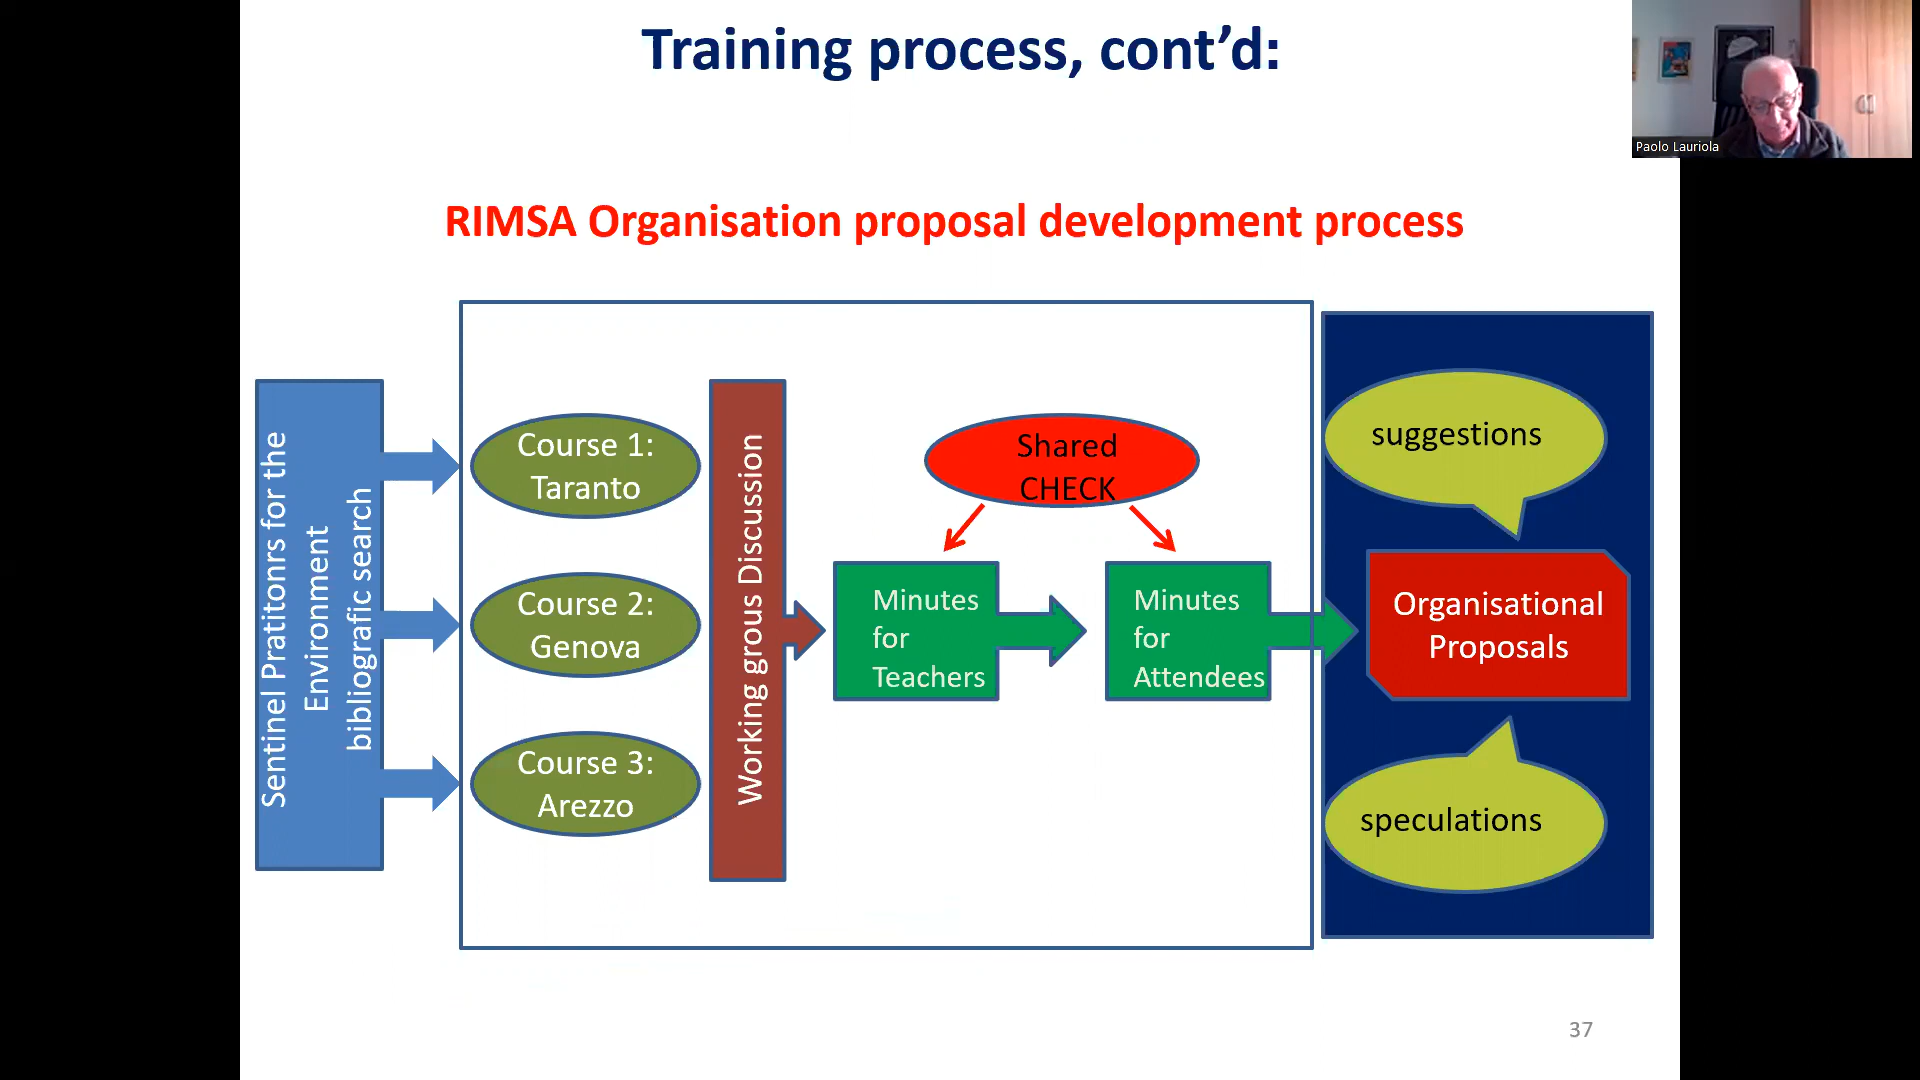 Training process, cont’d:
Paolo Lauriola
RIMSA Organisation proposal development process
Sentinel Pratitonrs for the
Environment
bibliografic search
Course 1:
Taranto
Course 2:
Genova
Course 3:
Arezzo
Working grous Discussion
Shared
CHECK
Minutes
for
Teachers
Minutes
for
Attendees
suggestions
Organisational
Proposals
speculations
37